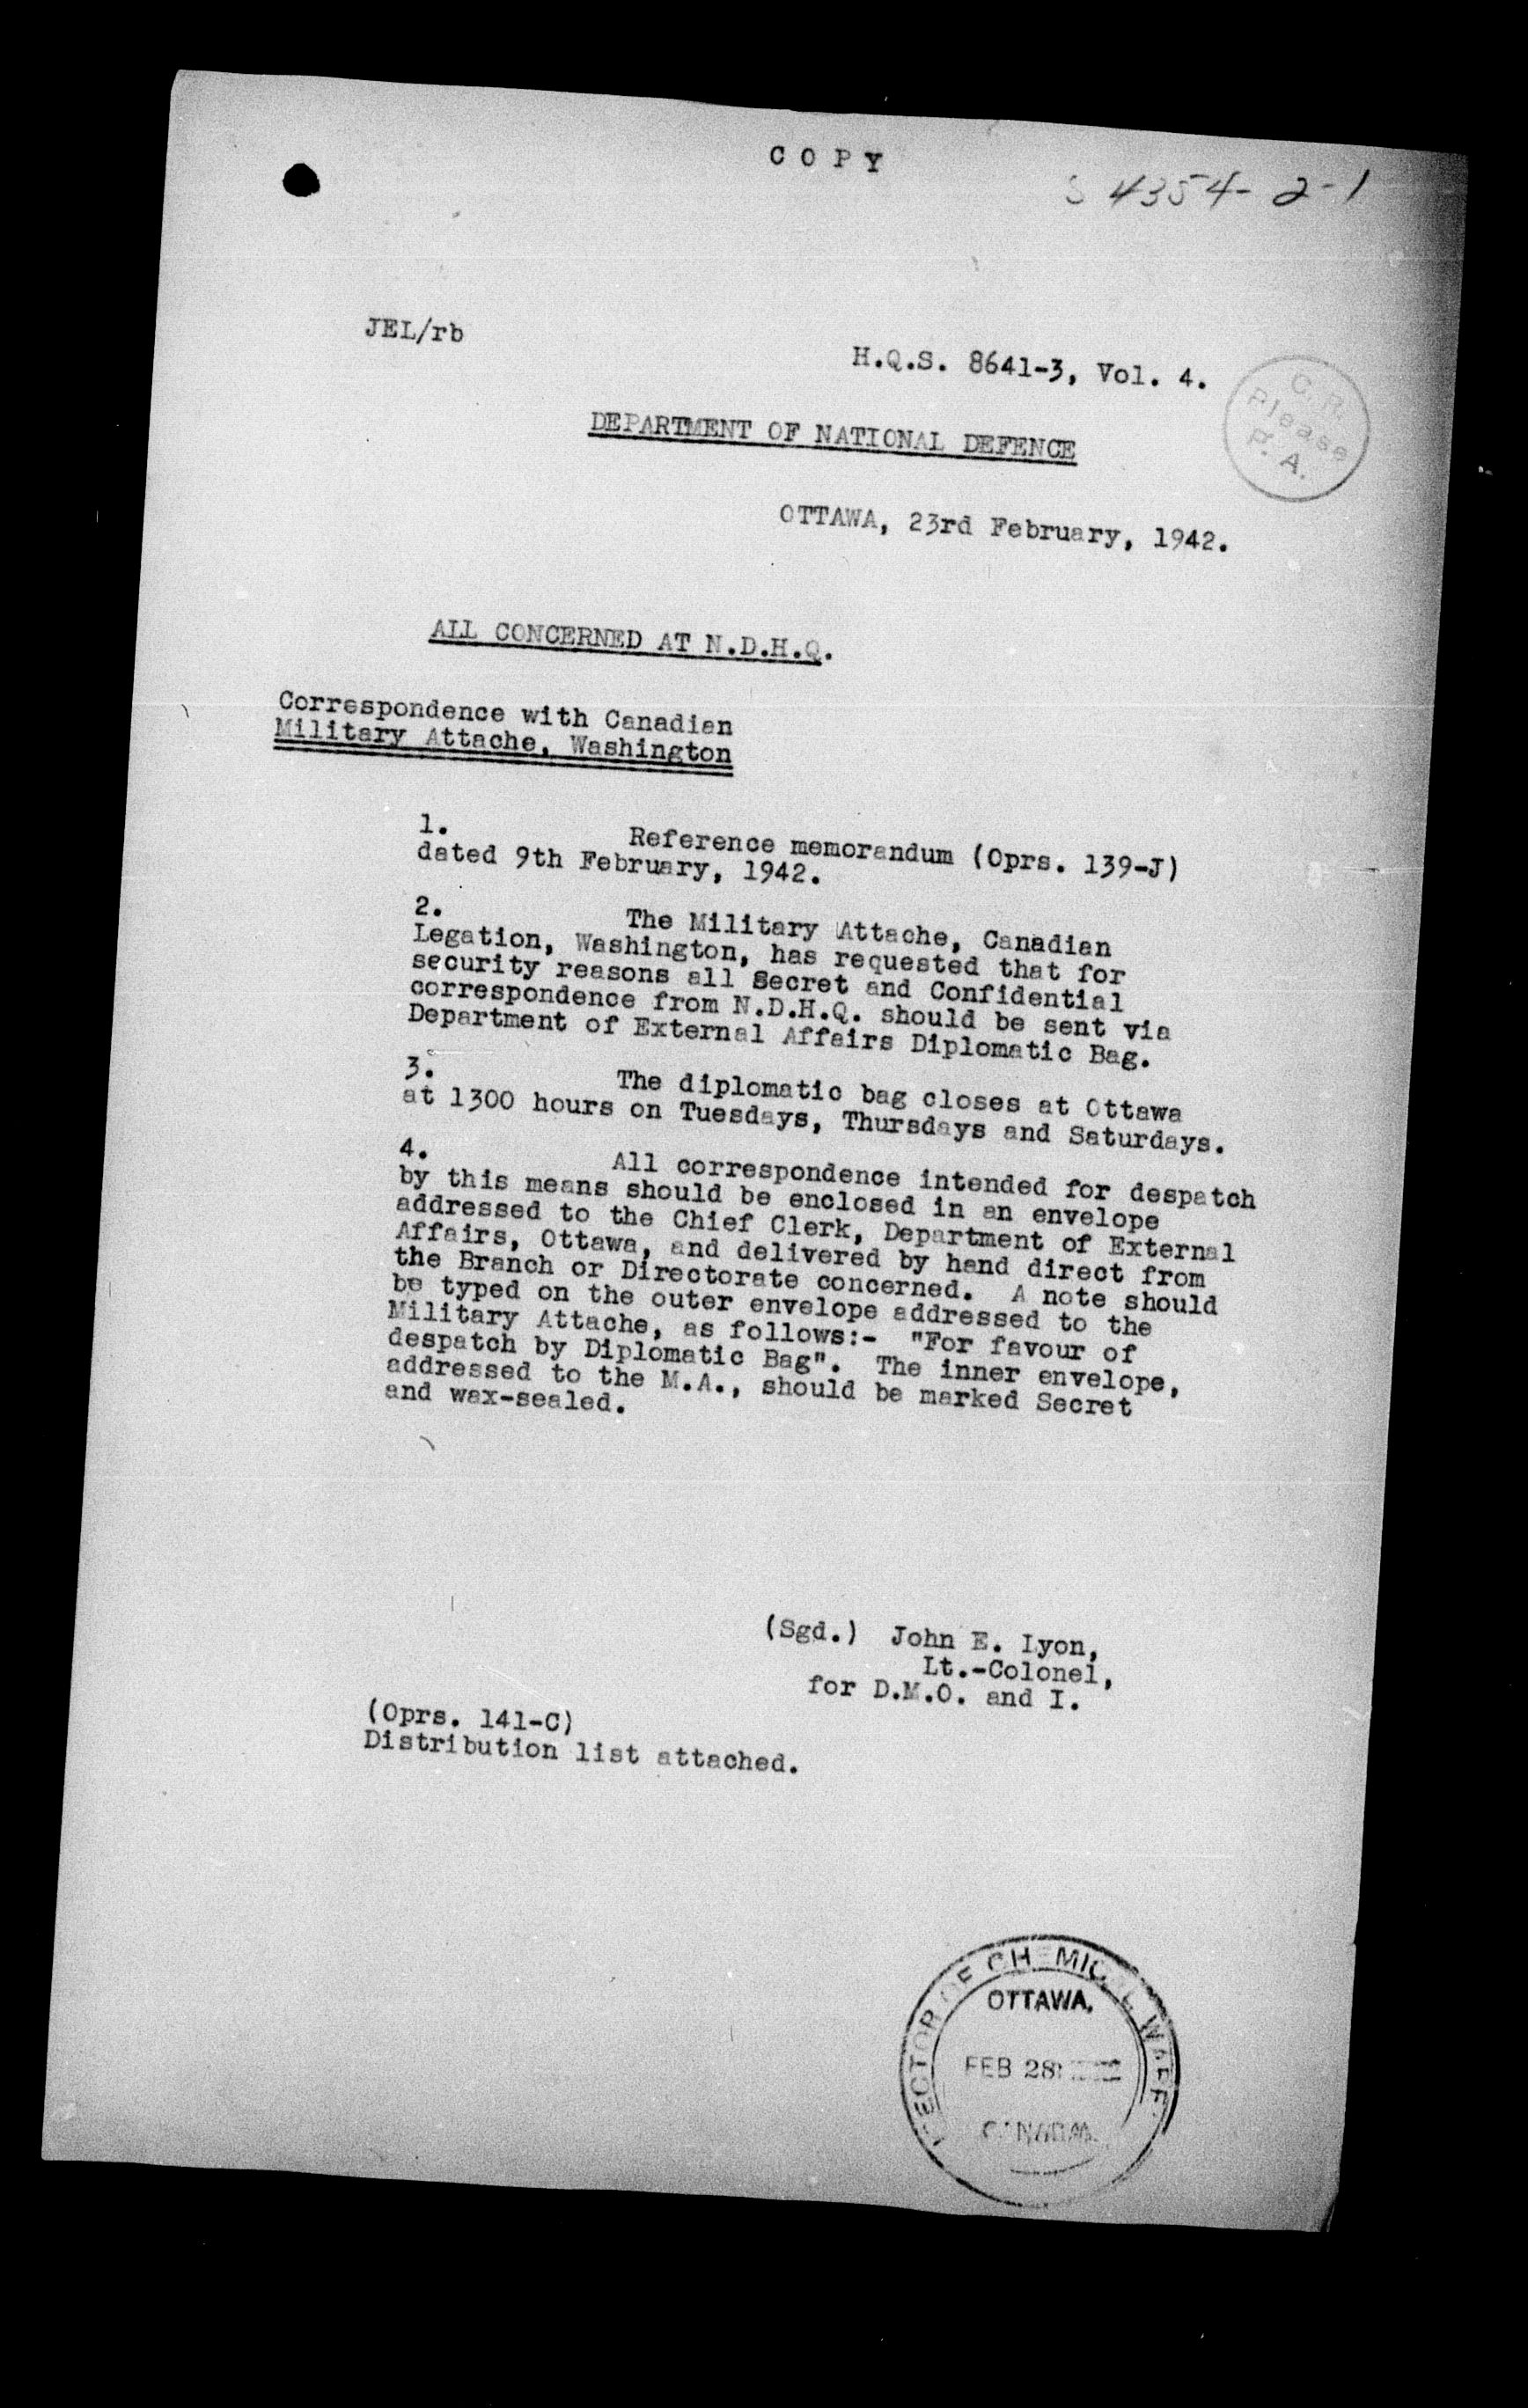 COPY
S 4354-2-1
JEL/rb
H.Q.S. 8641-3, Vol. 4.
C. R.
Please
P. A.
DEPARTMENT OF NATIONAL DEFENCE
OTTAWA, 23rd February, 1942.
ALL CONCERNED AT N.D.H.Q.
Correspondence with Canadian
Military Attache, Washington
1. Reference memorandum (Oprs. 139-J)
dated 9th February, 1942.
2. The Military Attache, Canadian
Legation, Washington, has requested that for
security reasons all Secret and Confidential
correspondence from N.D.H.Q. should be sent via
Department of External Affairs Diplomatic Bag.
3. The diplomatic bag closes at Ottawa
at 1300 hours on Tuesdays, Thursdays and Saturdays.
4. All correspondence intended for despatch
by this means should be enclosed in an envelope
addressed to the Chief Clerk, Department of External
Affairs, Ottawa, and delivered by hand direct from
the Branch or Directorate concerned. A note should
be typed on the outer envelope addressed to the
Military Attache, as follows:- "For favour of
despatch by Diplomatic Bag". The inner envelope,
addressed to the M.A., should be marked Secret
and wax-sealed.
(Sgd.) John E. Lyon,
Lt.-Colonel,
for D.M.O. and I.
(Oprs. 141-C)
Distribution list attached.
OF CHEMICAL
OTTAWA,
FEB 28
CANADA